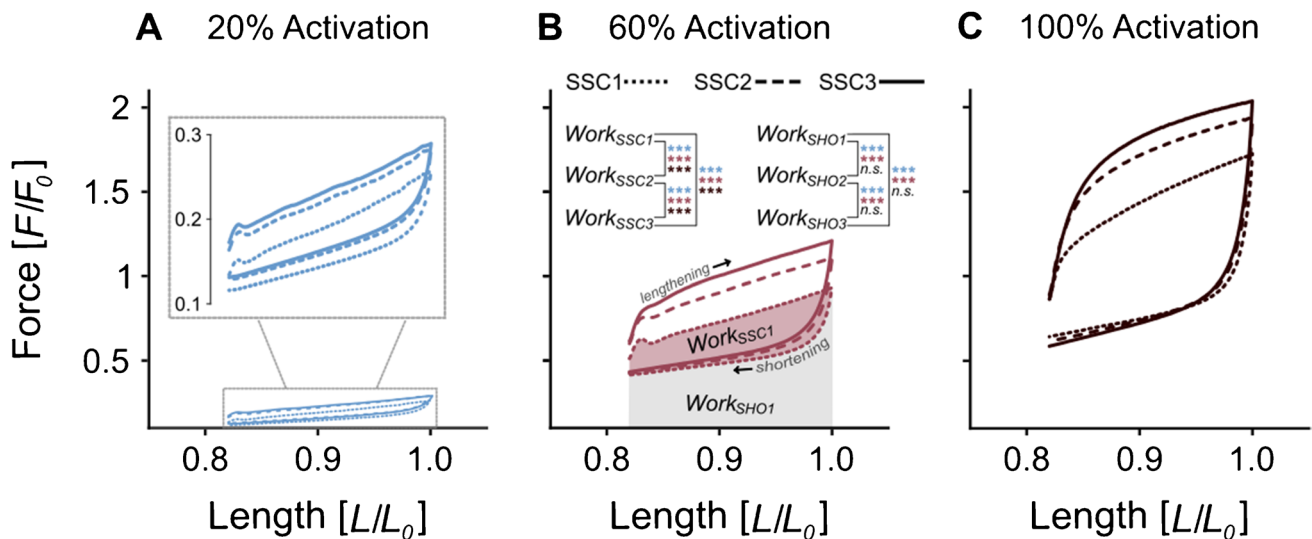 A 20% Activation
B 60% Activation
C 100% Activation
SSC1 SSC2 SSC3
Force [F/F0]
2
1.5
1
0.5
0.3
0.2
0.1
0.8 0.9 1.0
Length [L/L0]
WorkSSC1
WorkSSC2
WorkSSC3
***
***
***
***
***
***
***
***
***
WorkSHO1
WorkSHO2
WorkSHO3
***
***
n.s.
***
***
n.s.
***
***
n.s.
lengthening
WorkSSC1
shortening
WorkSHO1
0.8 0.9 1.0
Length [L/L0]
0.8 0.9 1.0
Length [L/L0]